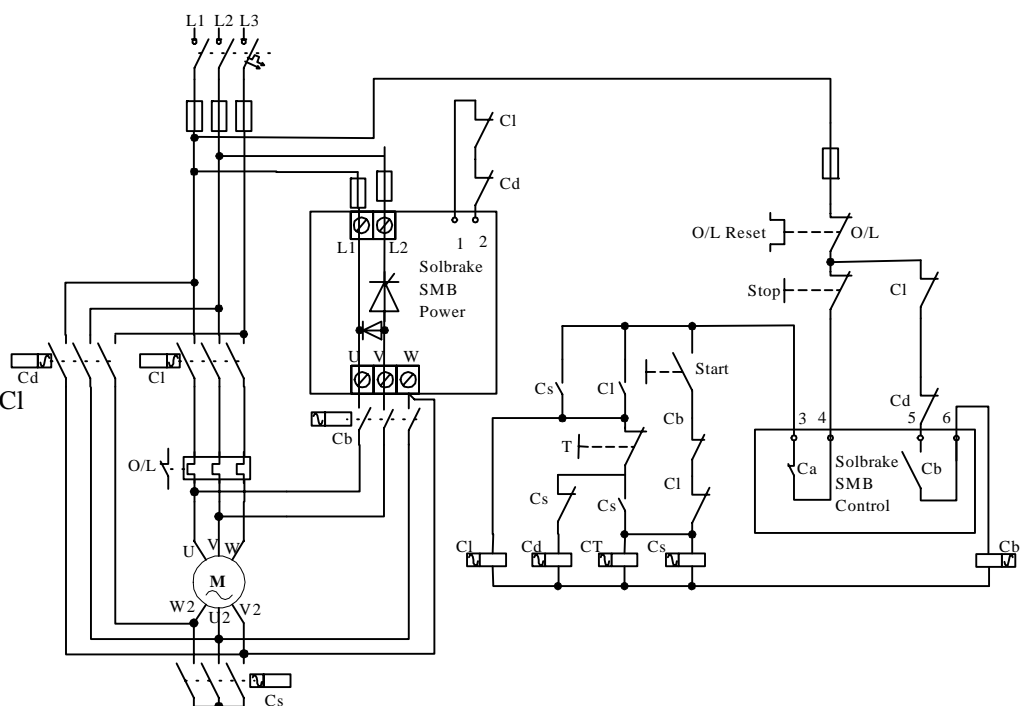 L1 L2 L3
Cl
Cd
O/L Reset
O/L
L1
L2
1 2
Solbrake
SMB
Power
Stop
Cl
Cd
Cl
Cl
U V W
Cb
Cs
Cl
Start
Cb
Cd
T
3 4
5 6
Ca
Solbrake
SMB
Control
Cb
O/L
Cs
Cs
Cl
Cl
Cd
CT
Cs
Cb
U V W
M
W2
U2
V2
Cs